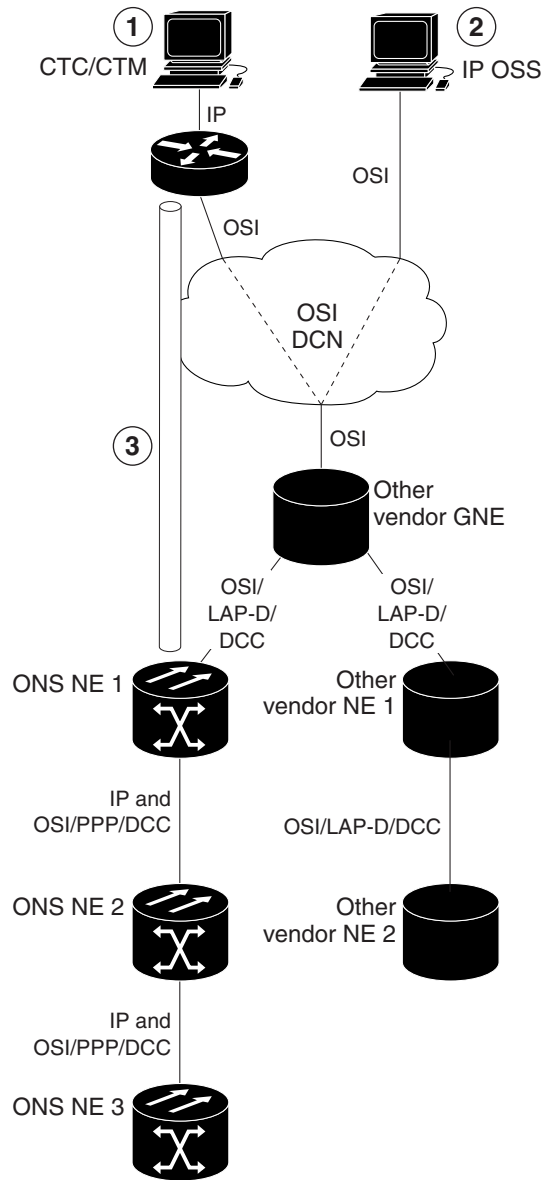 1
2
CTC/CTM
IP OSS
IP
OSI
OSI
OSI
DCN
3
OSI
Other
vendor GNE
OSI/
LAP-D/
DCC
OSI/
LAP-D/
DCC
ONS NE 1
Other
vendor NE 1
IP and
OSI/PPP/DCC
OSI/LAP-D/DCC
ONS NE 2
Other
vendor NE 2
IP and
OSI/PPP/DCC
ONS NE 3